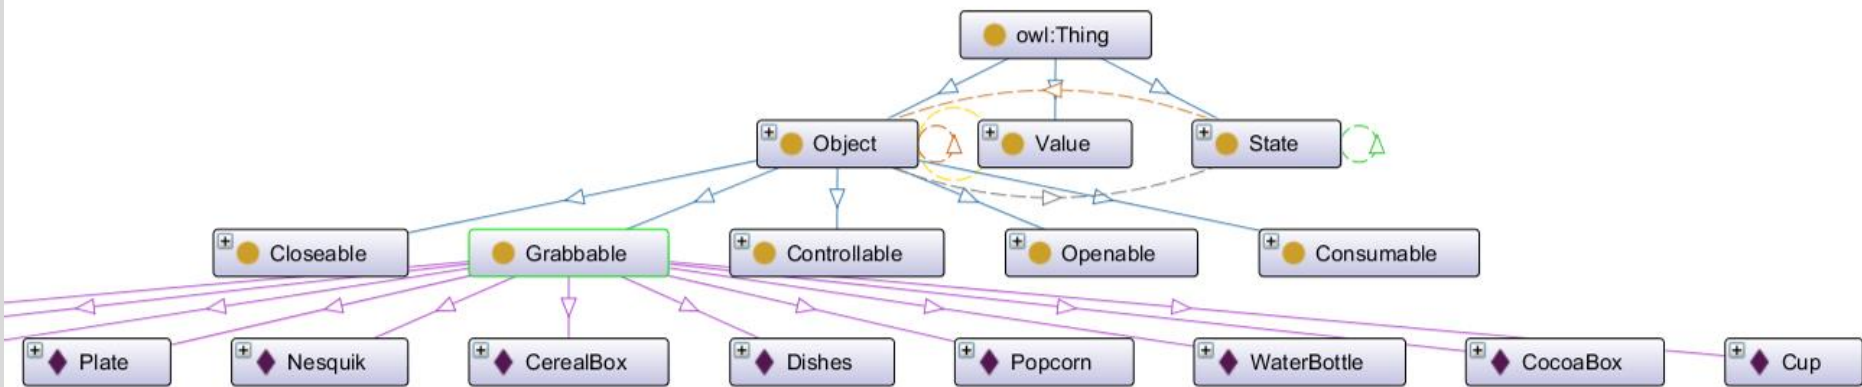 owl:Thing
Object
Value
State
Closeable
Grabbable
Controllable
Openable
Consumable
Plate
Nesquik
CerealBox
Dishes
Popcorn
WaterBottle
CocoaBox
Cup